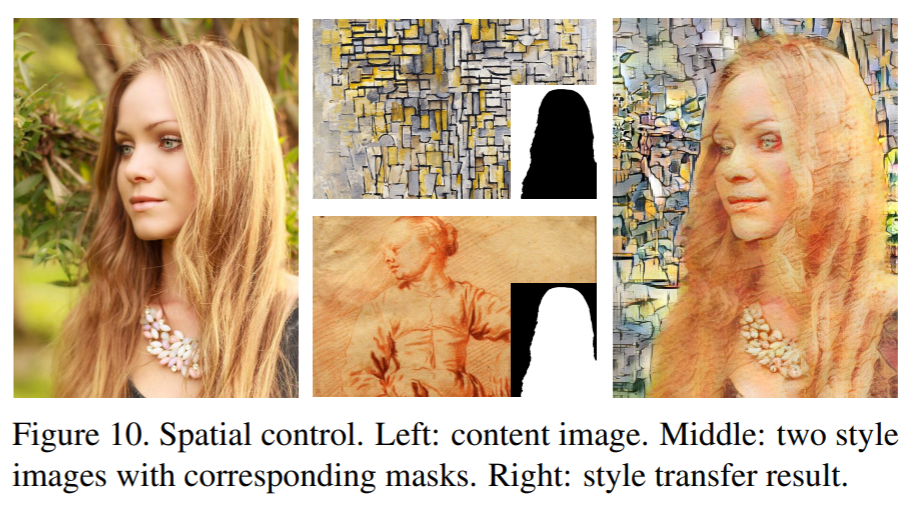 Figure 10. Spatial control. Left: content image. Middle: two style
images with corresponding masks. Right: style transfer result.